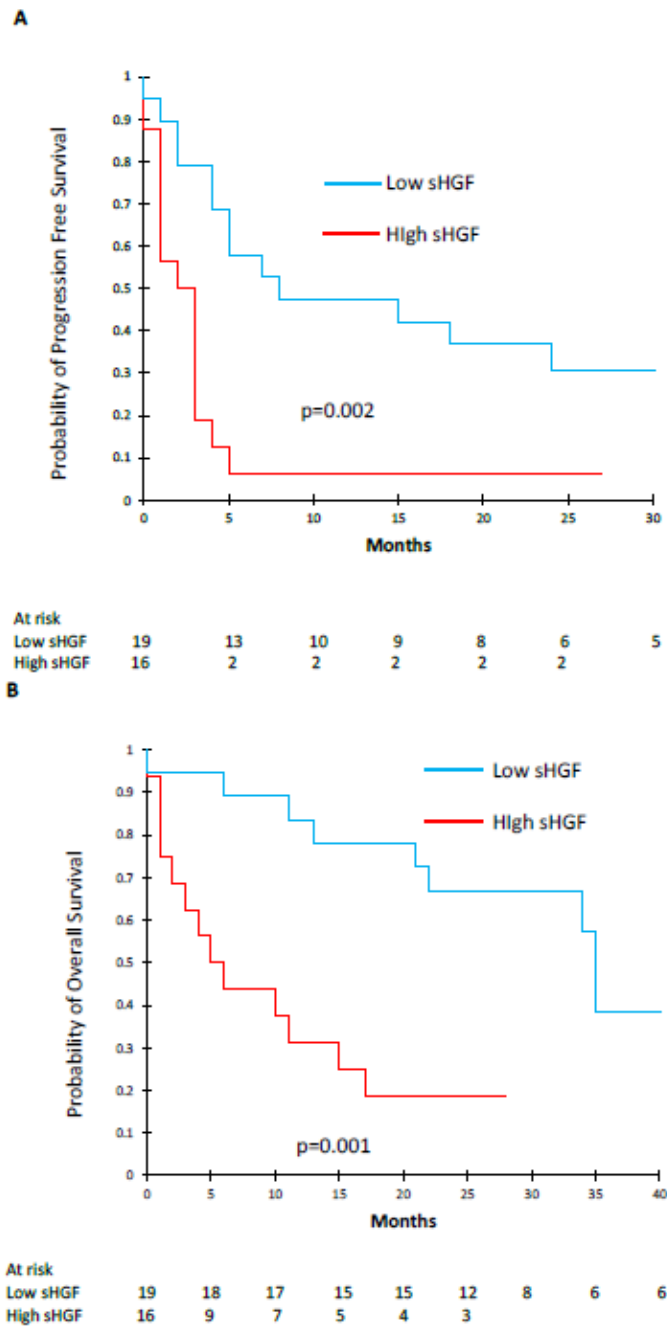 A
Probability of Progression Free Survival
1
0.9
0.8
0.7
0.6
0.5
0.4
0.3
0.2
0.1
0
Low sHGF
HIgh sHGF
p=0.002
0 5 10 15 20 25 30
Months
At risk
Low sHGF 19 13 10 9 8 6 5
High sHGF 16 2 2 2 2 2
B
Probability of Overall Survival
1
0.9
0.8
0.7
0.6
0.5
0.4
0.3
0.2
0.1
0
Low sHGF
HIgh sHGF
p=0.001
0 5 10 15 20 25 30 35 40
Months
At risk
Low sHGF 19 18 17 15 15 12 8 6 6
High sHGF 16 9 7 5 4 3